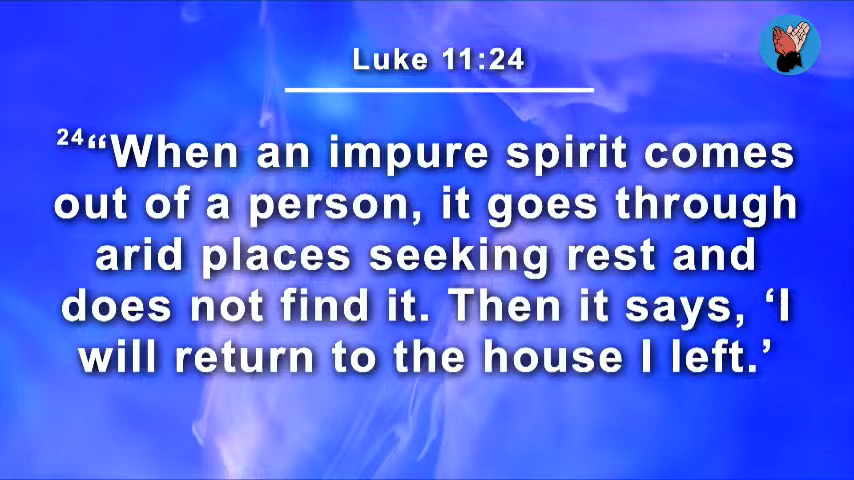 Luke 11:24
24“When an impure spirit comes
out of a person, it goes through
arid places seeking rest and
does not find it. Then it says, ‘I
will return to the house I left.’